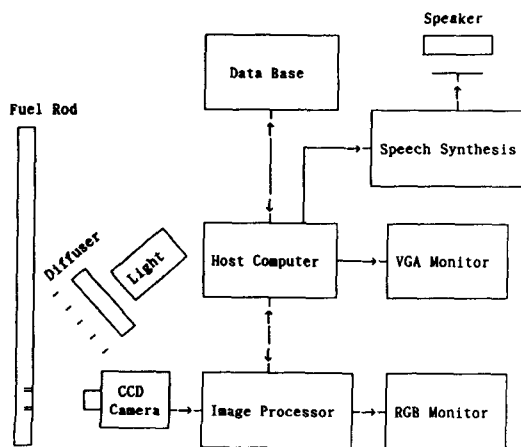 Speaker
Data Base
Fuel Rod
Speech Synthesis
Diffuser
Light
Host Computer
VGA Monitor
CCD
Camera
Image Processor
RGB Monitor